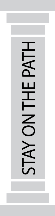 STAY ON THE PATH